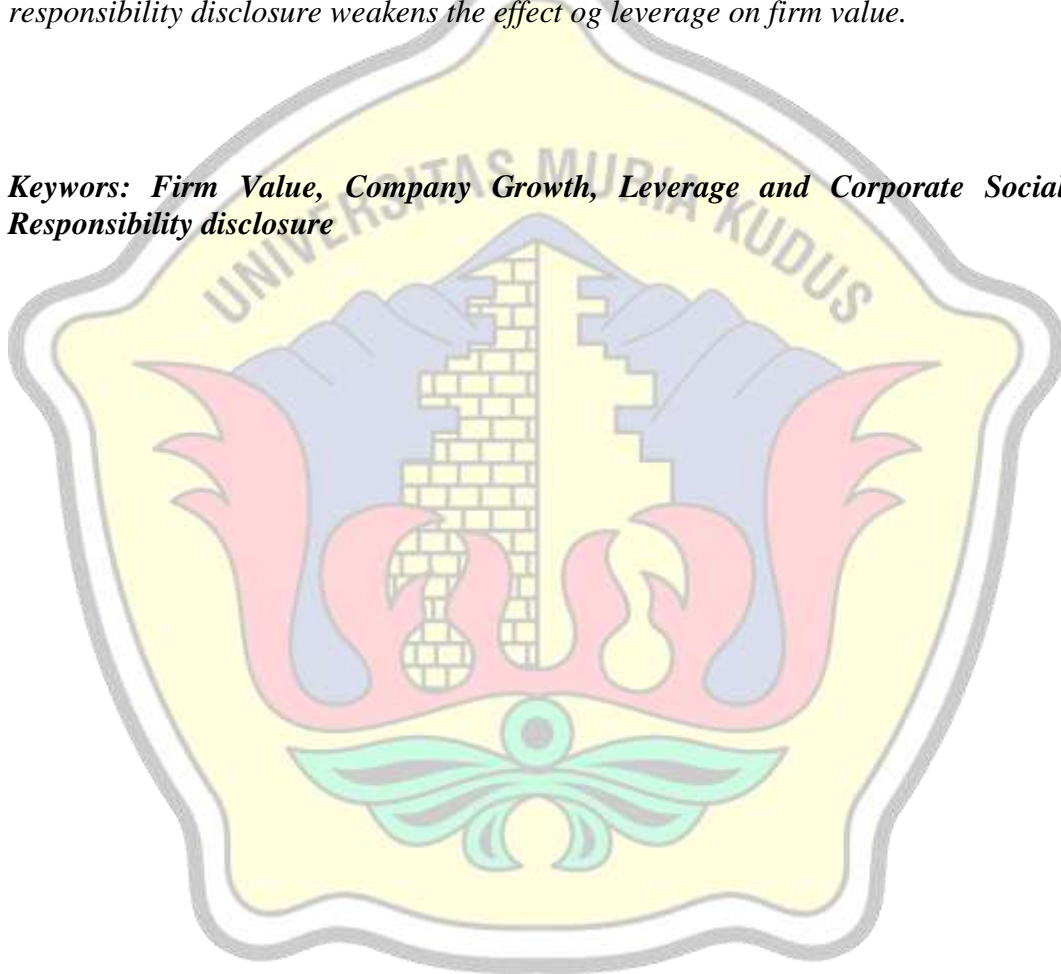 responsibility disclosure weakens the effect og leverage on firm value.
Keywors: Firm Value, Company Growth, Leverage and Corporate Social
Responsibility disclosure
UNIVERSITAS MURIA KUDUS